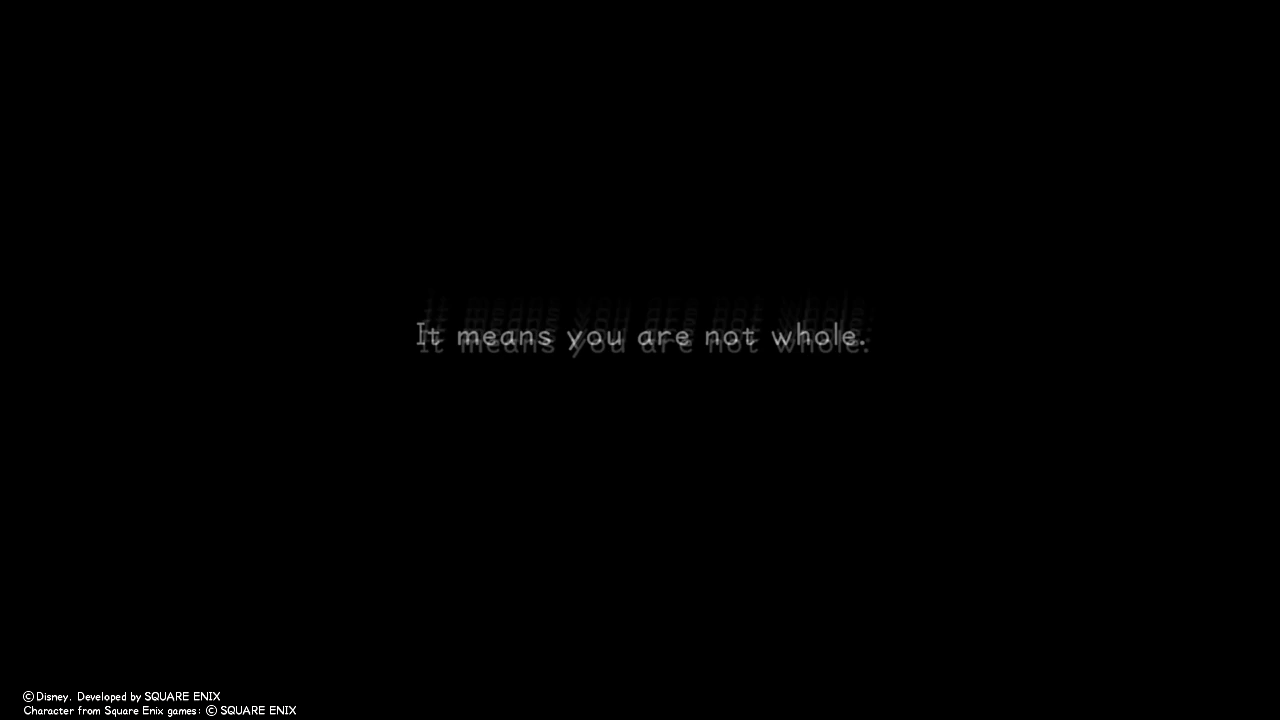 It means you are not whole.
©Disney. Developed by SQUARE ENIX
Character from Square Enix games: © SQUARE ENIX